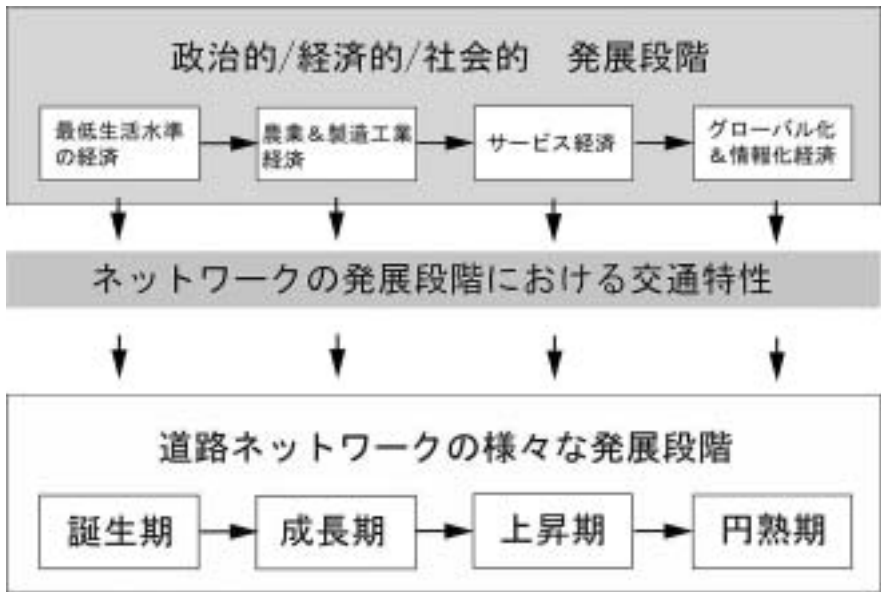 政治的/経済的/社会的　発展段階
最低生活水準
の経済
農業＆製造工業
経済
サービス経済
グローバル化
＆情報化経済
ネットワークの発展段階における交通特性
道路ネットワークの様々な発展段階
誕生期
成長期
上昇期
円熟期